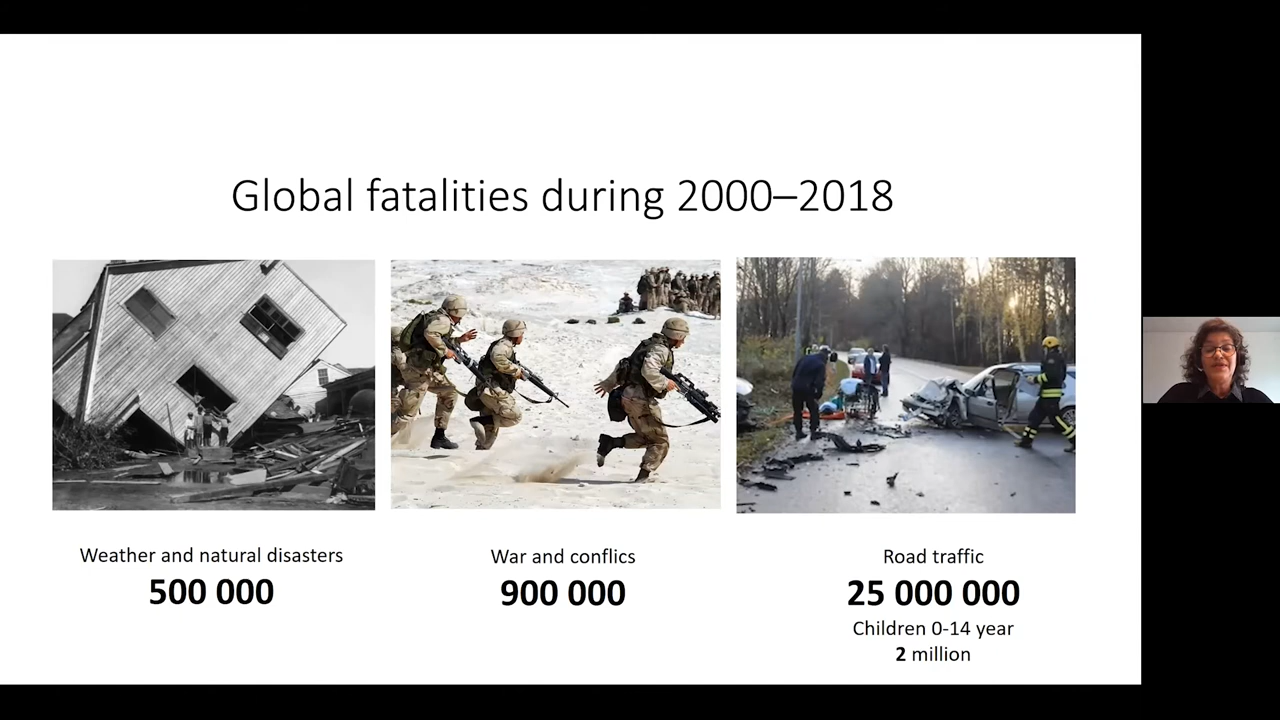 Global fatalities during 2000–2018
Weather and natural disasters
500 000
War and conflics
900 000
Road traffic
25 000 000
Children 0-14 year
2 million